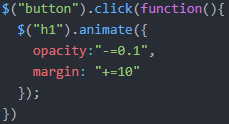 $("button").click(function(){
  $("h1").animate({
    opacity:"-=0.1",
    margin: "+=10"
  });
})